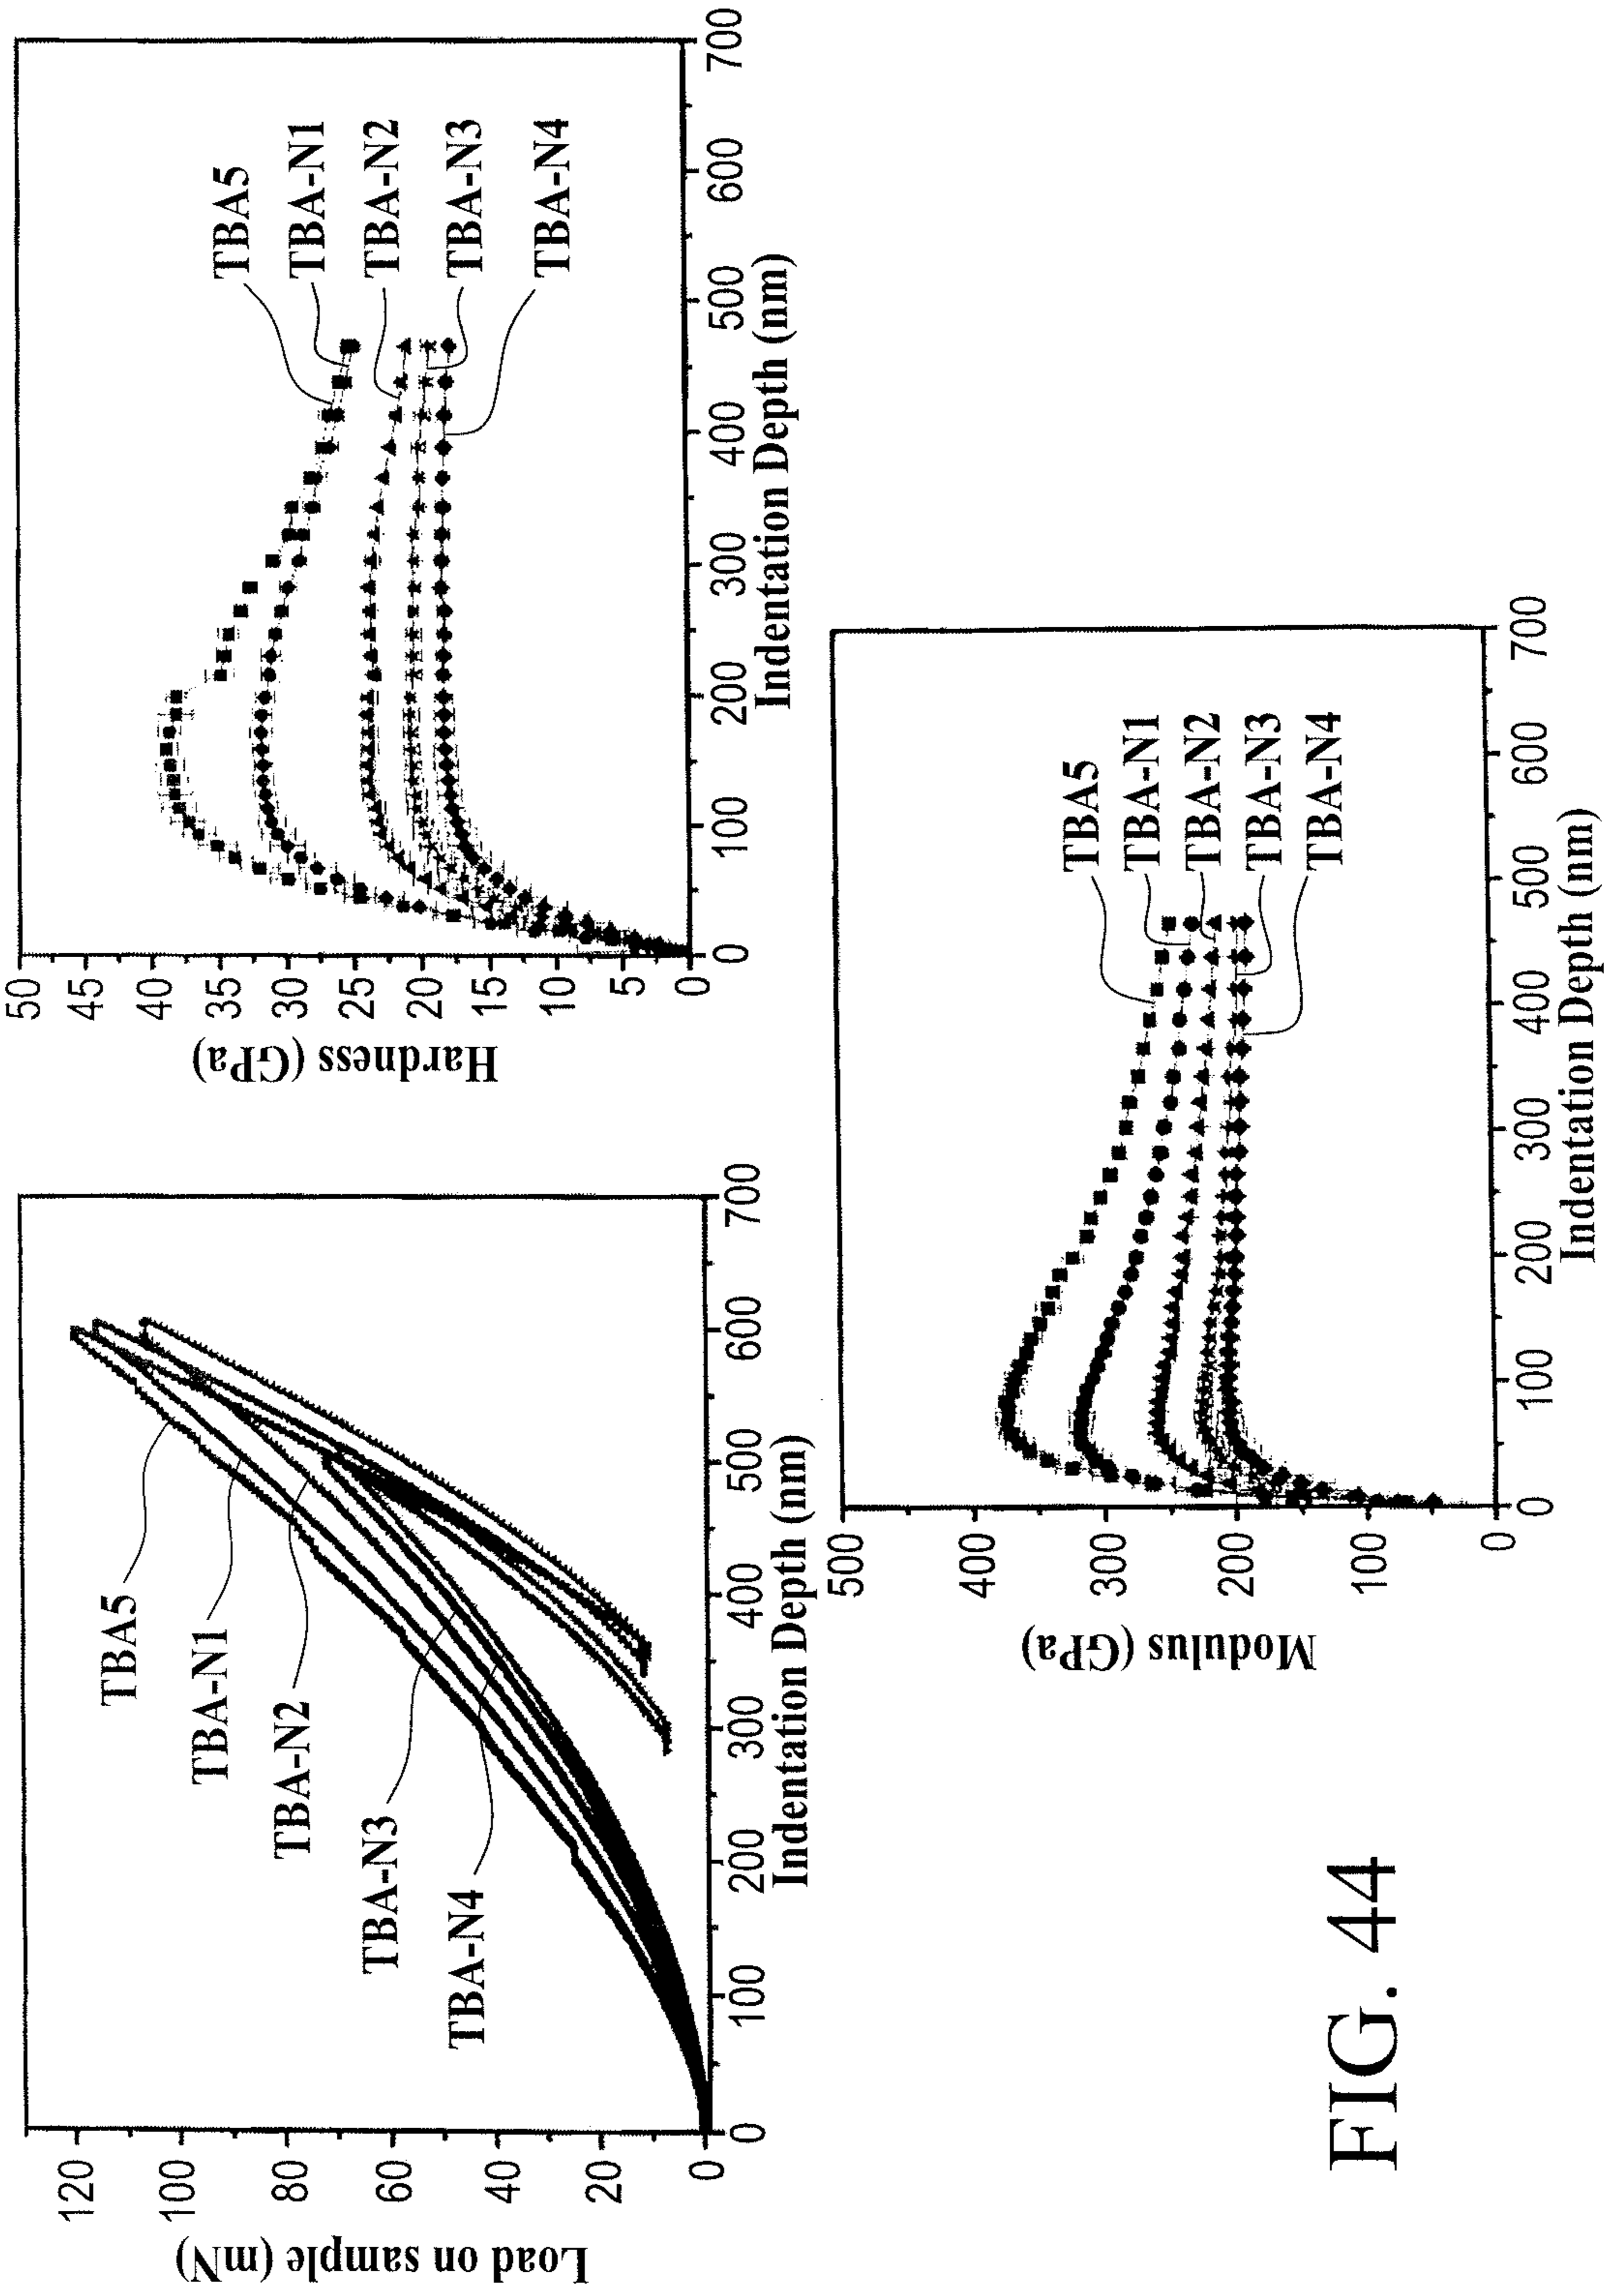 Load on sample (mN)
120
100
80
60
40
20
0
TBA5
TBA-N1
TBA-N2
TBA-N3
TBA-N4
0
100
200
300
400
500
600
700
Indentation Depth (nm)
Hardness (GPa)
50
45
40
35
30
25
20
15
10
5
0
TBA5
TBA-N1
TBA-N2
TBA-N3
TBA-N4
0
100
200
300
400
500
600
700
Indentation Depth (nm)
Modulus (GPa)
500
400
300
200
100
0
TBA5
TBA-N1
TBA-N2
TBA-N3
TBA-N4
0
100
200
300
400
500
600
700
Indentation Depth (nm)
FIG. 44